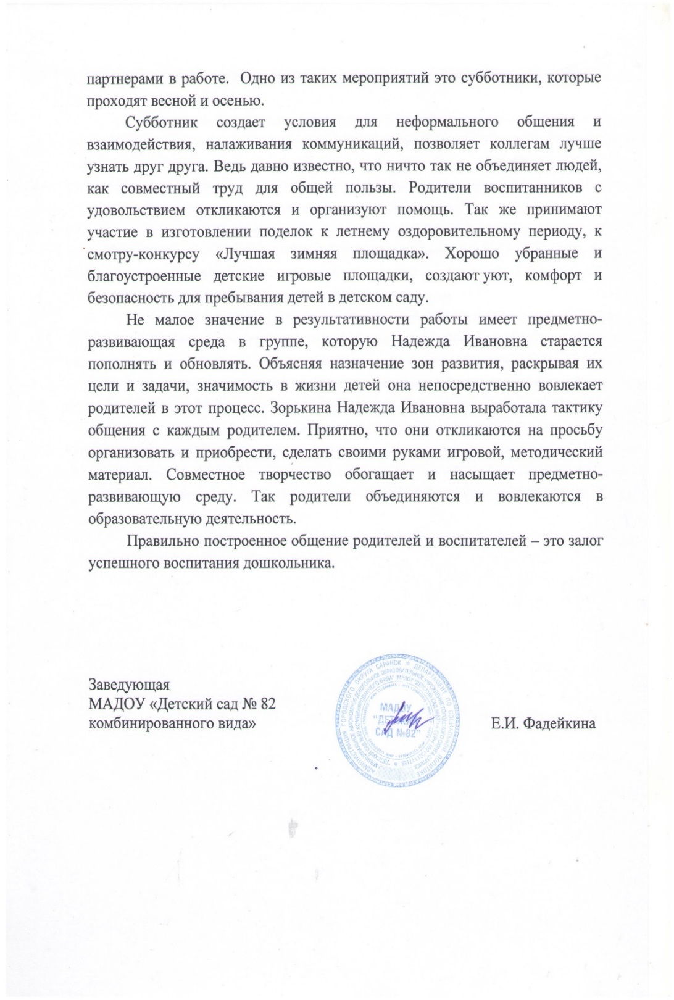 партнерами в работе.  Одно из таких мероприятий это субботники, которые
проходят весной и осенью.
Субботник создает условия для неформального общения и
взаимодействия, налаживания коммуникаций, позволяет коллегам лучше
узнать друг друга. Ведь давно известно, что ничто так не объединяет людей,
как совместный труд для общей пользы. Родители воспитанников с
удовольствием откликаются и организуют помощь. Так же принимают
участие в изготовлении поделок к летнему оздоровительному периоду, к
смотру-конкурсу «Лучшая зимняя площадка». Хорошо убранные и
благоустроенные детские игровые площадки, создают уют, комфорт и
безопасность для пребывания детей в детском саду.
Не малое значение в результативности работы имеет предметно-
развивающая среда в группе, которую Надежда Ивановна старается
пополнять и обновлять. Объясняя назначение зон развития, раскрывая их
цели и задачи, значимость в жизни детей она непосредственно вовлекает
родителей в этот процесс. Зорькина Надежда Ивановна выработала тактику
общения с каждым родителем. Приятно, что они откликаются на просьбу
организовать и приобрести, сделать своими руками игровой, методический
материал. Совместное творчество обогащает и насыщает предметно-
развивающую среду. Так родители объединяются и вовлекаются в
образовательную деятельность.
Правильно построенное общение родителей и воспитателей – это залог
успешного воспитания дошкольника.
Заведующая
МАДОУ «Детский сад № 82
комбинированного вида»
Е.И. Фадейкина
АДМИНИСТРАЦИЯ ГОРОДСКОГО ОКРУГА САРАНСК * ДЕПАРТАМЕНТ ПО СОЦИАЛЬНОЙ ПОЛИТИКЕ
МАДОУ
"ДЕТСКИЙ
САД №82"